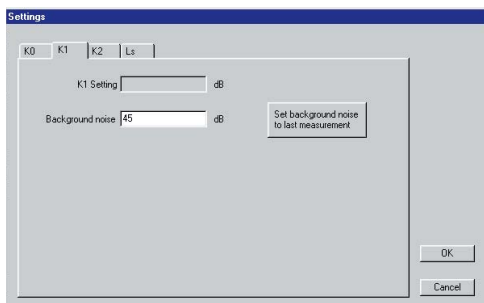 Settings
K0 K1 K2 Ls
K1 Setting dB
Background noise 45 dB
Set background noise
to last measurement
OK
Cancel